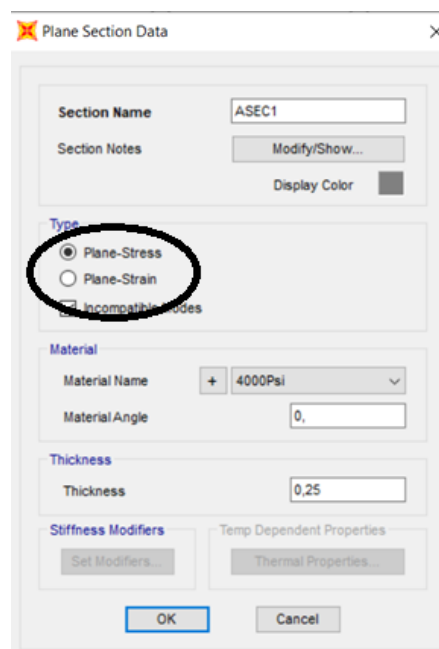 Plane Section Data
Section Name ASEC1
Section Notes Modify/Show...
Display Color
Type
Plane-Stress
Plane-Strain
Incompatible Modes
Material
Material Name + 4000Psi
Material Angle 0,
Thickness
Thickness 0,25
Stiffness Modifiers Temp Dependent Properties
Set Modifiers... Thermal Properties...
OK Cancel